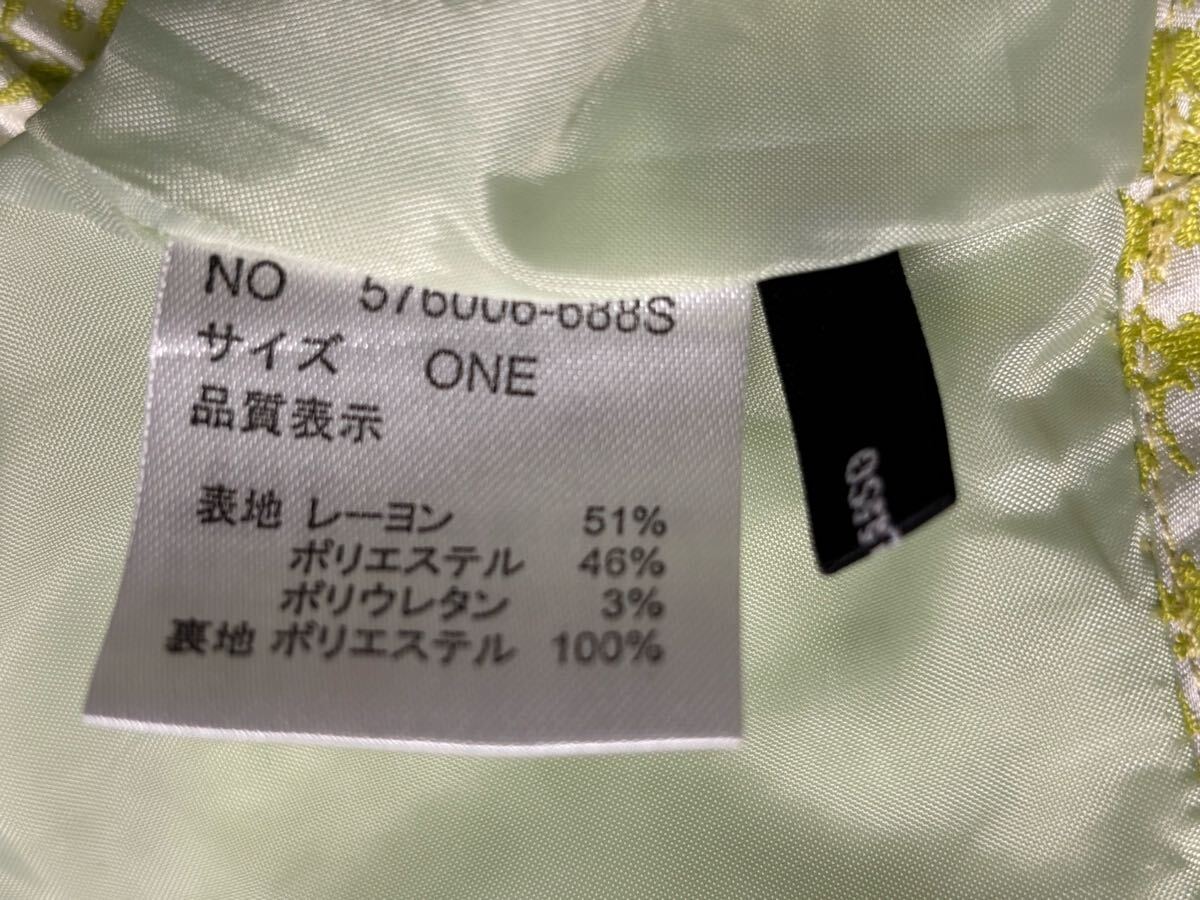 NO 576006-688S
サイズ ONE
品質表示
表地 レーヨン 51%
ポリエステル 46%
ポリウレタン 3%
裏地 ポリエステル 100%